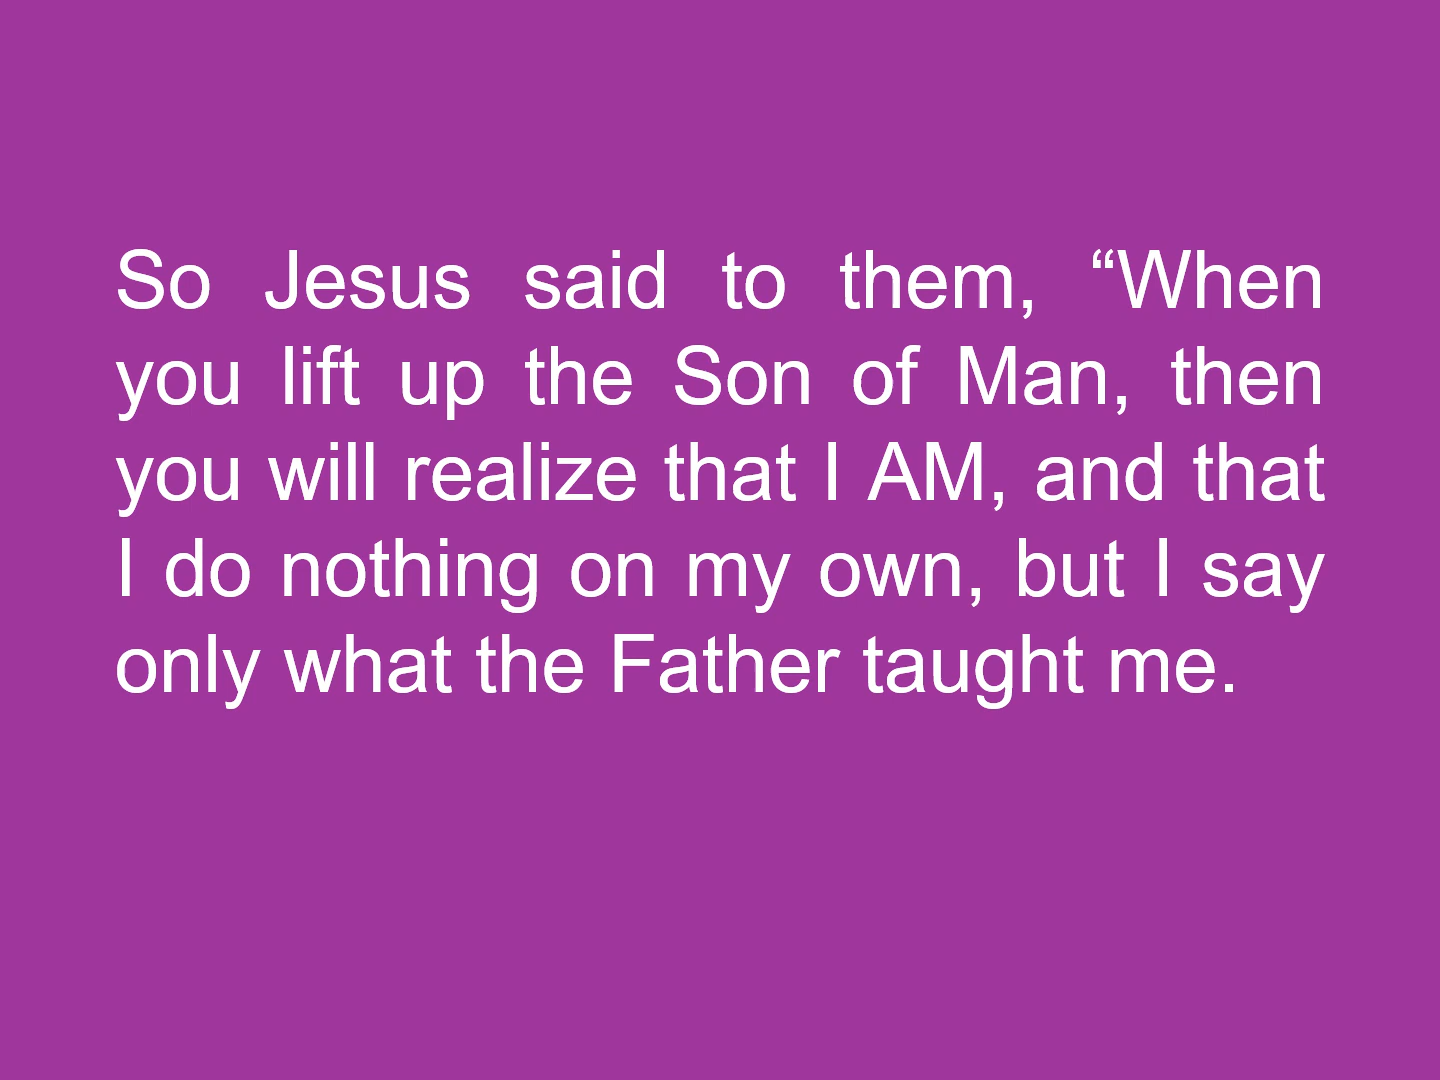 So Jesus said to them, “When
you lift up the Son of Man, then
you will realize that I AM, and that
I do nothing on my own, but I say
only what the Father taught me.